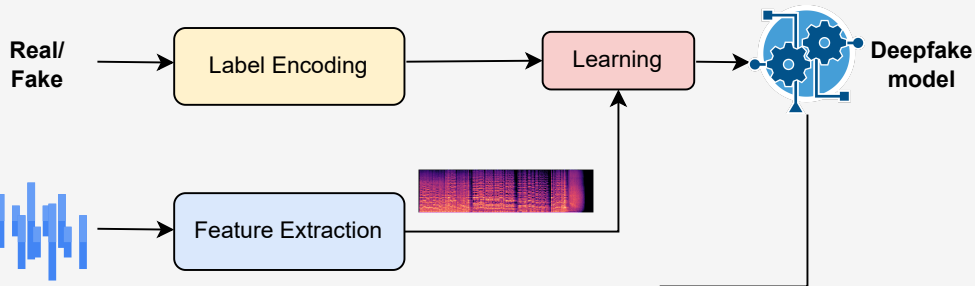 Real/
Fake
Label Encoding
Learning
Deepfake
model
Feature Extraction